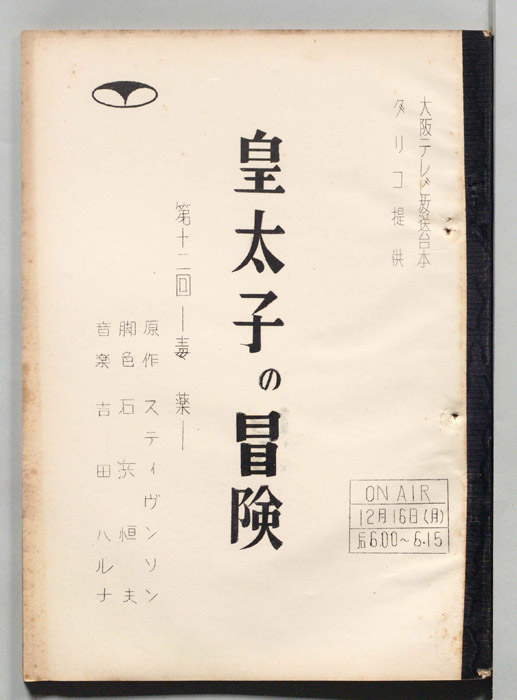 大阪テレビ放送台本
ダリコ提供
皇太子の冒険
第十二回―毒薬―
原作 スティヴンソン
脚色 石浜恒夫
音楽 吉田ハルナ
ON AIR
12月16日(月)
后6.00~6.15